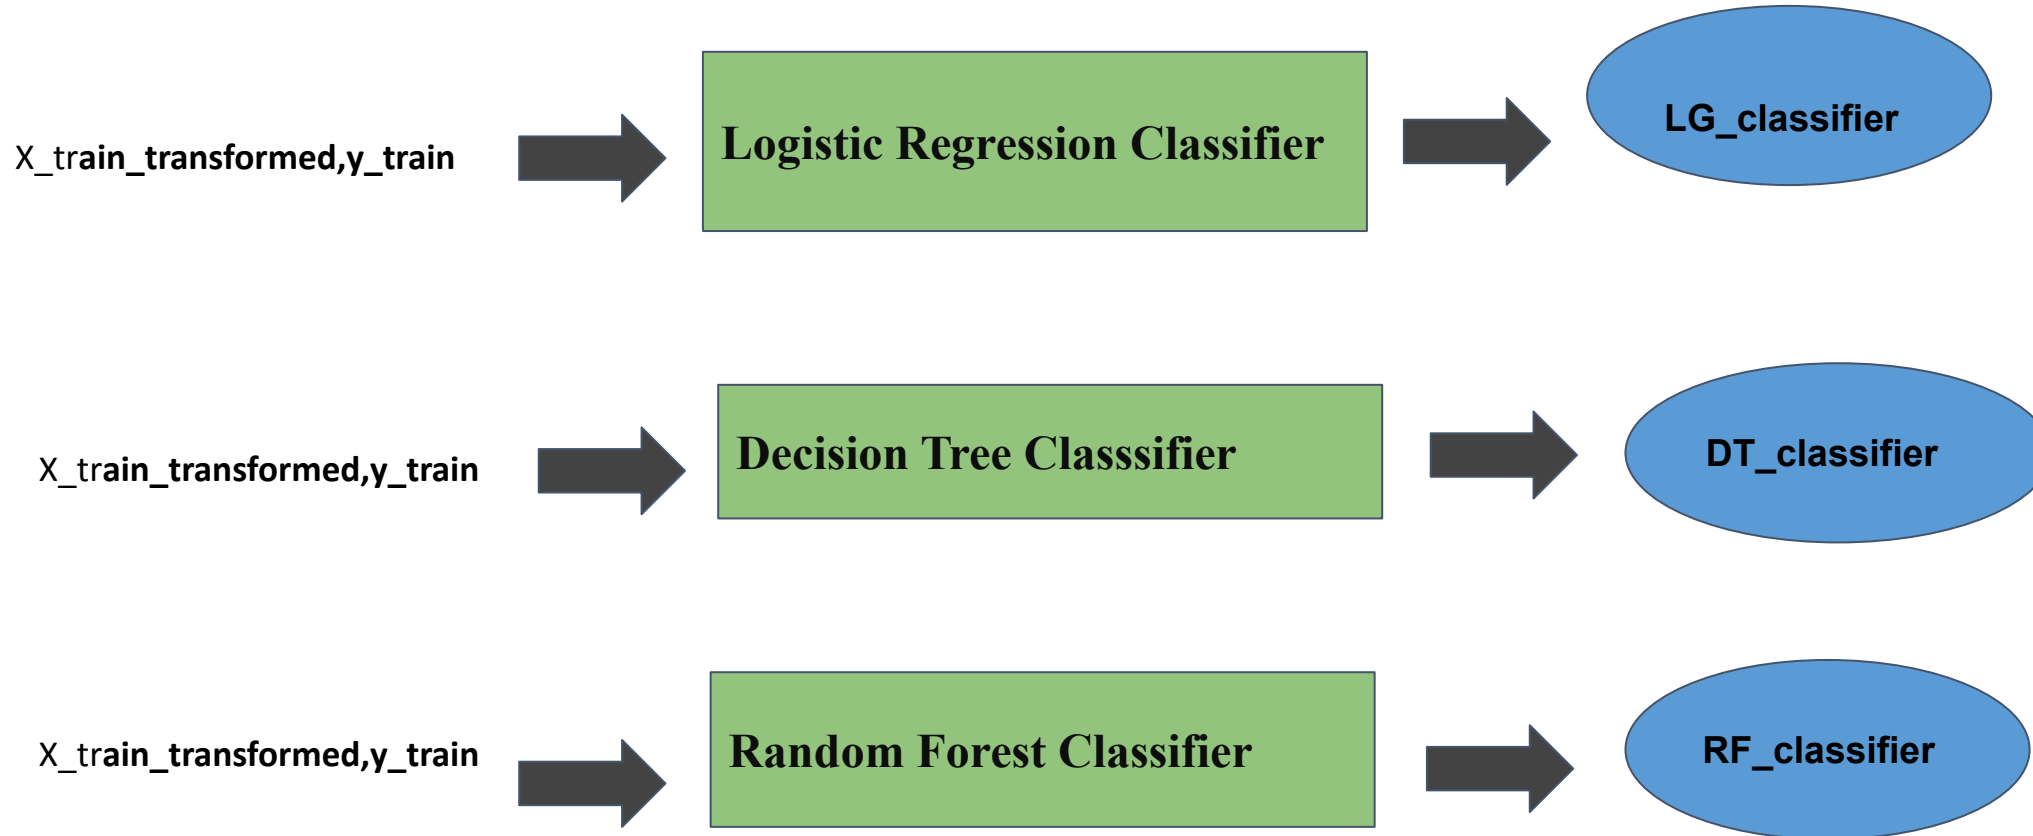 X_train_transformed,y_train
Logistic Regression Classifier
LG_classifier
X_train_transformed,y_train
Decision Tree Classsifier
DT_classifier
X_train_transformed,y_train
Random Forest Classifier
RF_classifier